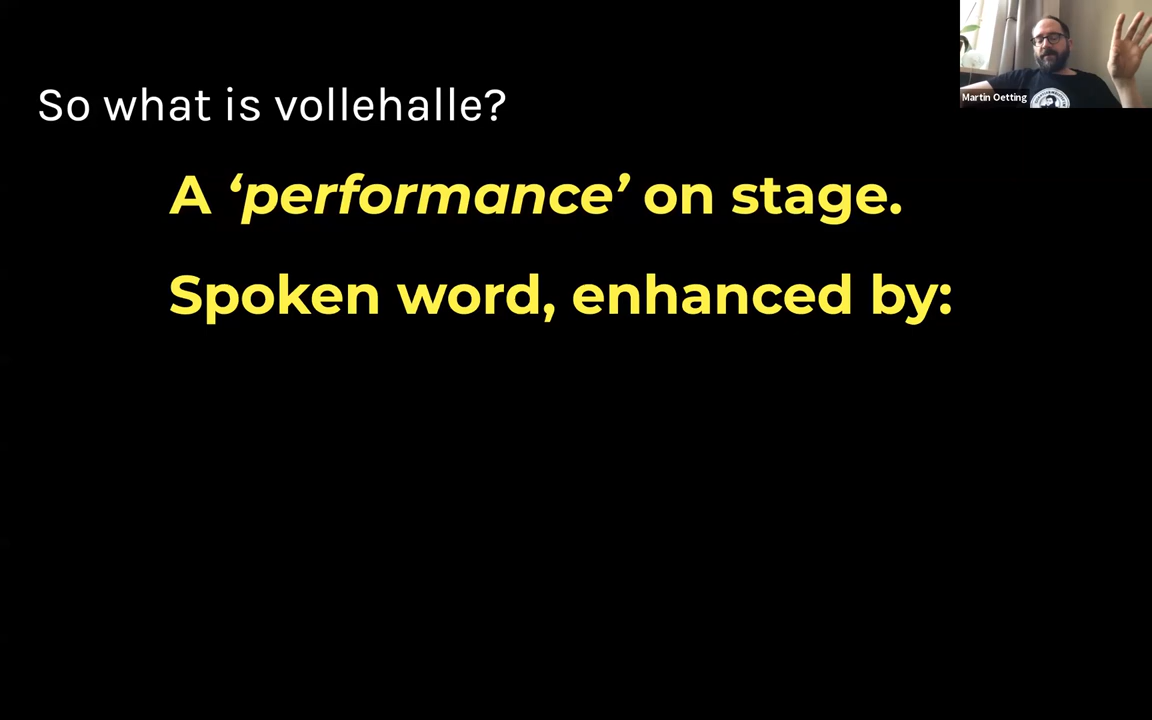 So what is vollehalle?
A ‘performance’ on stage.
Spoken word, enhanced by:
Martin Oetting